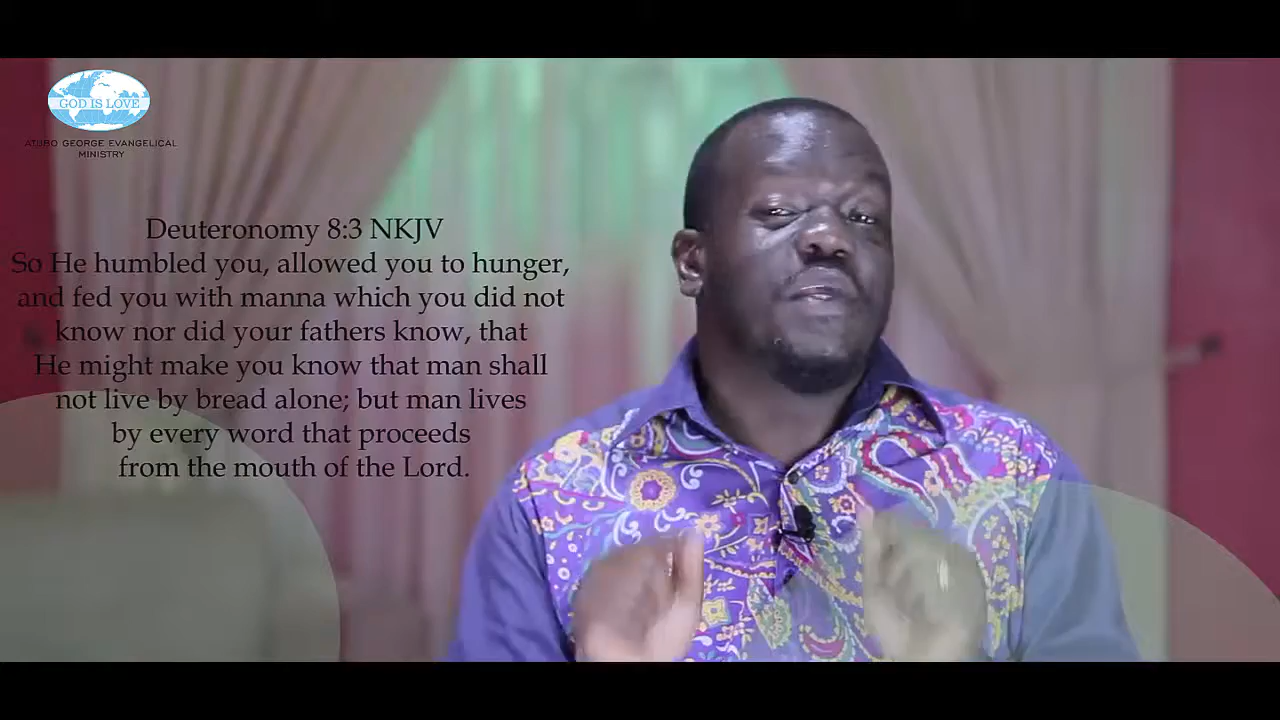 GOD IS LOVE
ATUBO GEORGE EVANGELICAL
MINISTRY
Deuteronomy 8:3 NKJV
So He humbled you, allowed you to hunger,
and fed you with manna which you did not
know nor did your fathers know, that
He might make you know that man shall
not live by bread alone; but man lives
by every word that proceeds
from the mouth of the Lord.